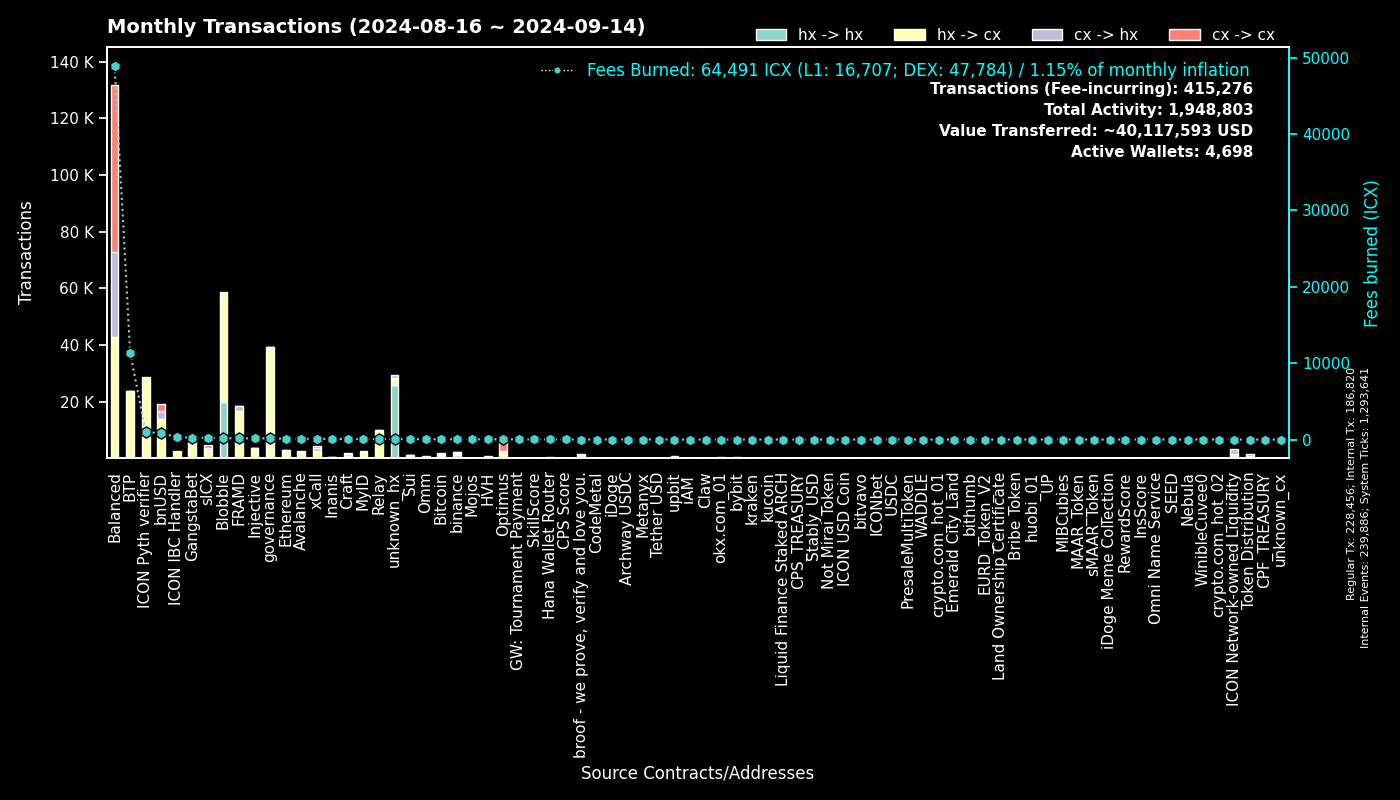 Monthly Transactions (2024-08-16 ~ 2024-09-14)
hx -> hx
hx -> cx
cx -> hx
cx -> cx
Fees Burned: 64,491 ICX (L1: 16,707; DEX: 47,784) / 1.15% of monthly inflation
Transactions (Fee-incurring): 415,276
Total Activity: 1,948,803
Value Transferred: ~40,117,593 USD
Active Wallets: 4,698
Transactions
140 K
120 K
100 K
80 K
60 K
40 K
20 K
50000
40000
30000
20000
10000
0
Fees burned (ICX)
Regular Tx: 228,456; Internal Tx: 186,820
Internal Events: 239,886; System Ticks: 1,293,641
Balanced
BTP
ICON Pyth verifier
bnUSD
ICON IBC Handler
GangstaBet
sICX
Blobble
FRAMD
Injective
governance
Ethereum
Avalanche
xCall
Inanis
Craft
MyID
Relay
unknown_hx
Sui
Omm
Bitcoin
binance
Mojos
HVH
Optimus
GW: Tournament Payment
SkillScore
Hana Wallet Router
CPS Score
broof - we prove, verify and love you.
CodeMetal
iDoge
Archway USDC
Metanyx
Tether USD
upbit
IAM
Claw
okx.com_01
bybit
kraken
kucoin
Liquid Finance Staked ARCH
CPS_TREASURY
Stably_USD
Not Mirai Token
ICON USD Coin
bitvavo
ICONbet
USDC
PresaleMultiToken
WADDLE
crypto.com_hot_01
Emerald City Land
bithumb
EURD_Token_V2
Land Ownership Certificate
Bribe Token
huobi_01
_UP
MIBCubies
MAAR_Token
sMAAR_Token
iDoge Meme Collection
RewardScore
InsScore
Omni Name Service
SEED
Nebula
WinibleCuvee0
crypto.com_hot_02
ICON Network-owned Liquidity
Token Distribution
CPF_TREASURY
unknown_cx
Source Contracts/Addresses